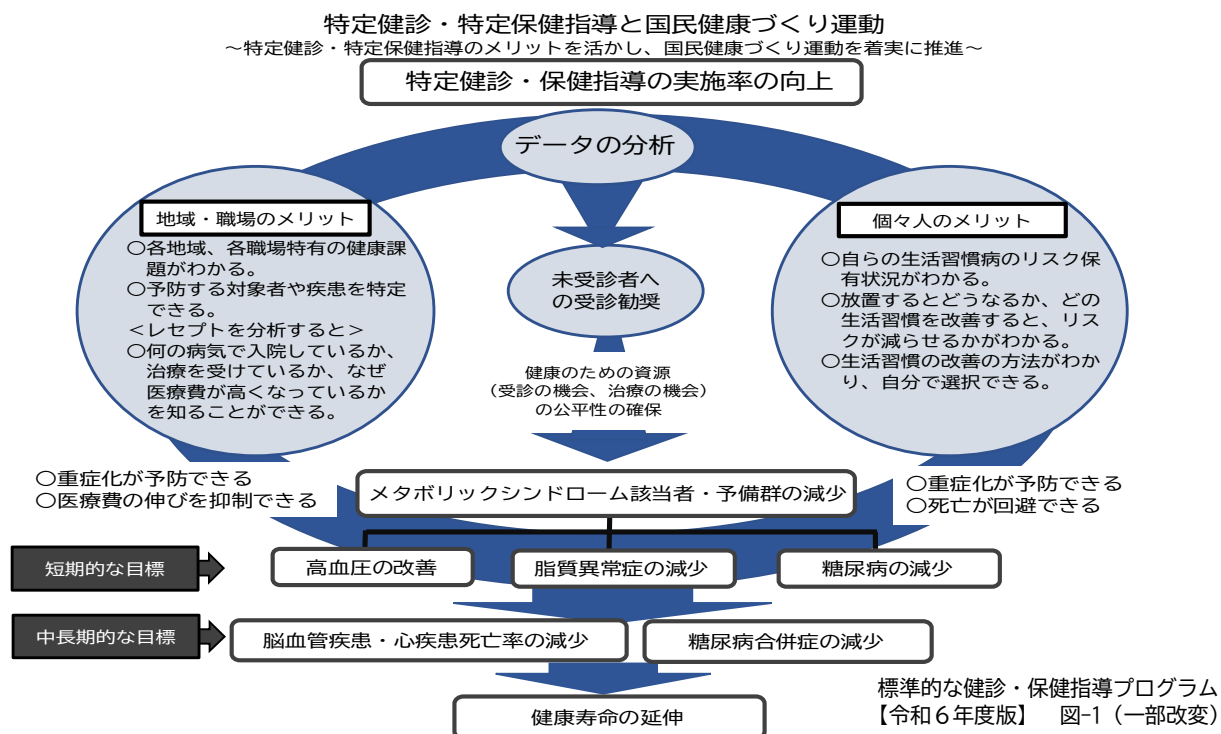 特定健診・特定保健指導と国民健康づくり運動
～特定健診・特定保健指導のメリットを活かし、国民健康づくり運動を着実に推進～
特定健診・保健指導の実施率の向上
データの分析
地域・職場のメリット
○各地域、各職場特有の健康課
題がわかる。
○予防する対象者や疾患を特定
できる。
＜レセプトを分析すると＞
○何の病気で入院しているか、
治療を受けているか、なぜ
医療費が高くなっているか
を知ることができる。
未受診者へ
の受診勧奨
健康のための資源
（受診の機会、治療の機会）
の公平性の確保
個々人のメリット
○自らの生活習慣病のリスク保
有状況がわかる。
○放置するとどうなるか、どの
生活習慣を改善すると、リス
クが減らせるかがわかる。
○生活習慣の改善の方法がわか
り、自分で選択できる。
○重症化が予防できる
○医療費の伸びを抑制できる
メタボリックシンドローム該当者・予備群の減少
○重症化が予防できる
○死亡が回避できる
短期的な目標
高血圧の改善
脂質異常症の減少
糖尿病の減少
中長期的な目標
脳血管疾患・心疾患死亡率の減少
糖尿病合併症の減少
健康寿命の延伸
標準的な健診・保健指導プログラム
【令和６年度版】　図-1（一部改変）